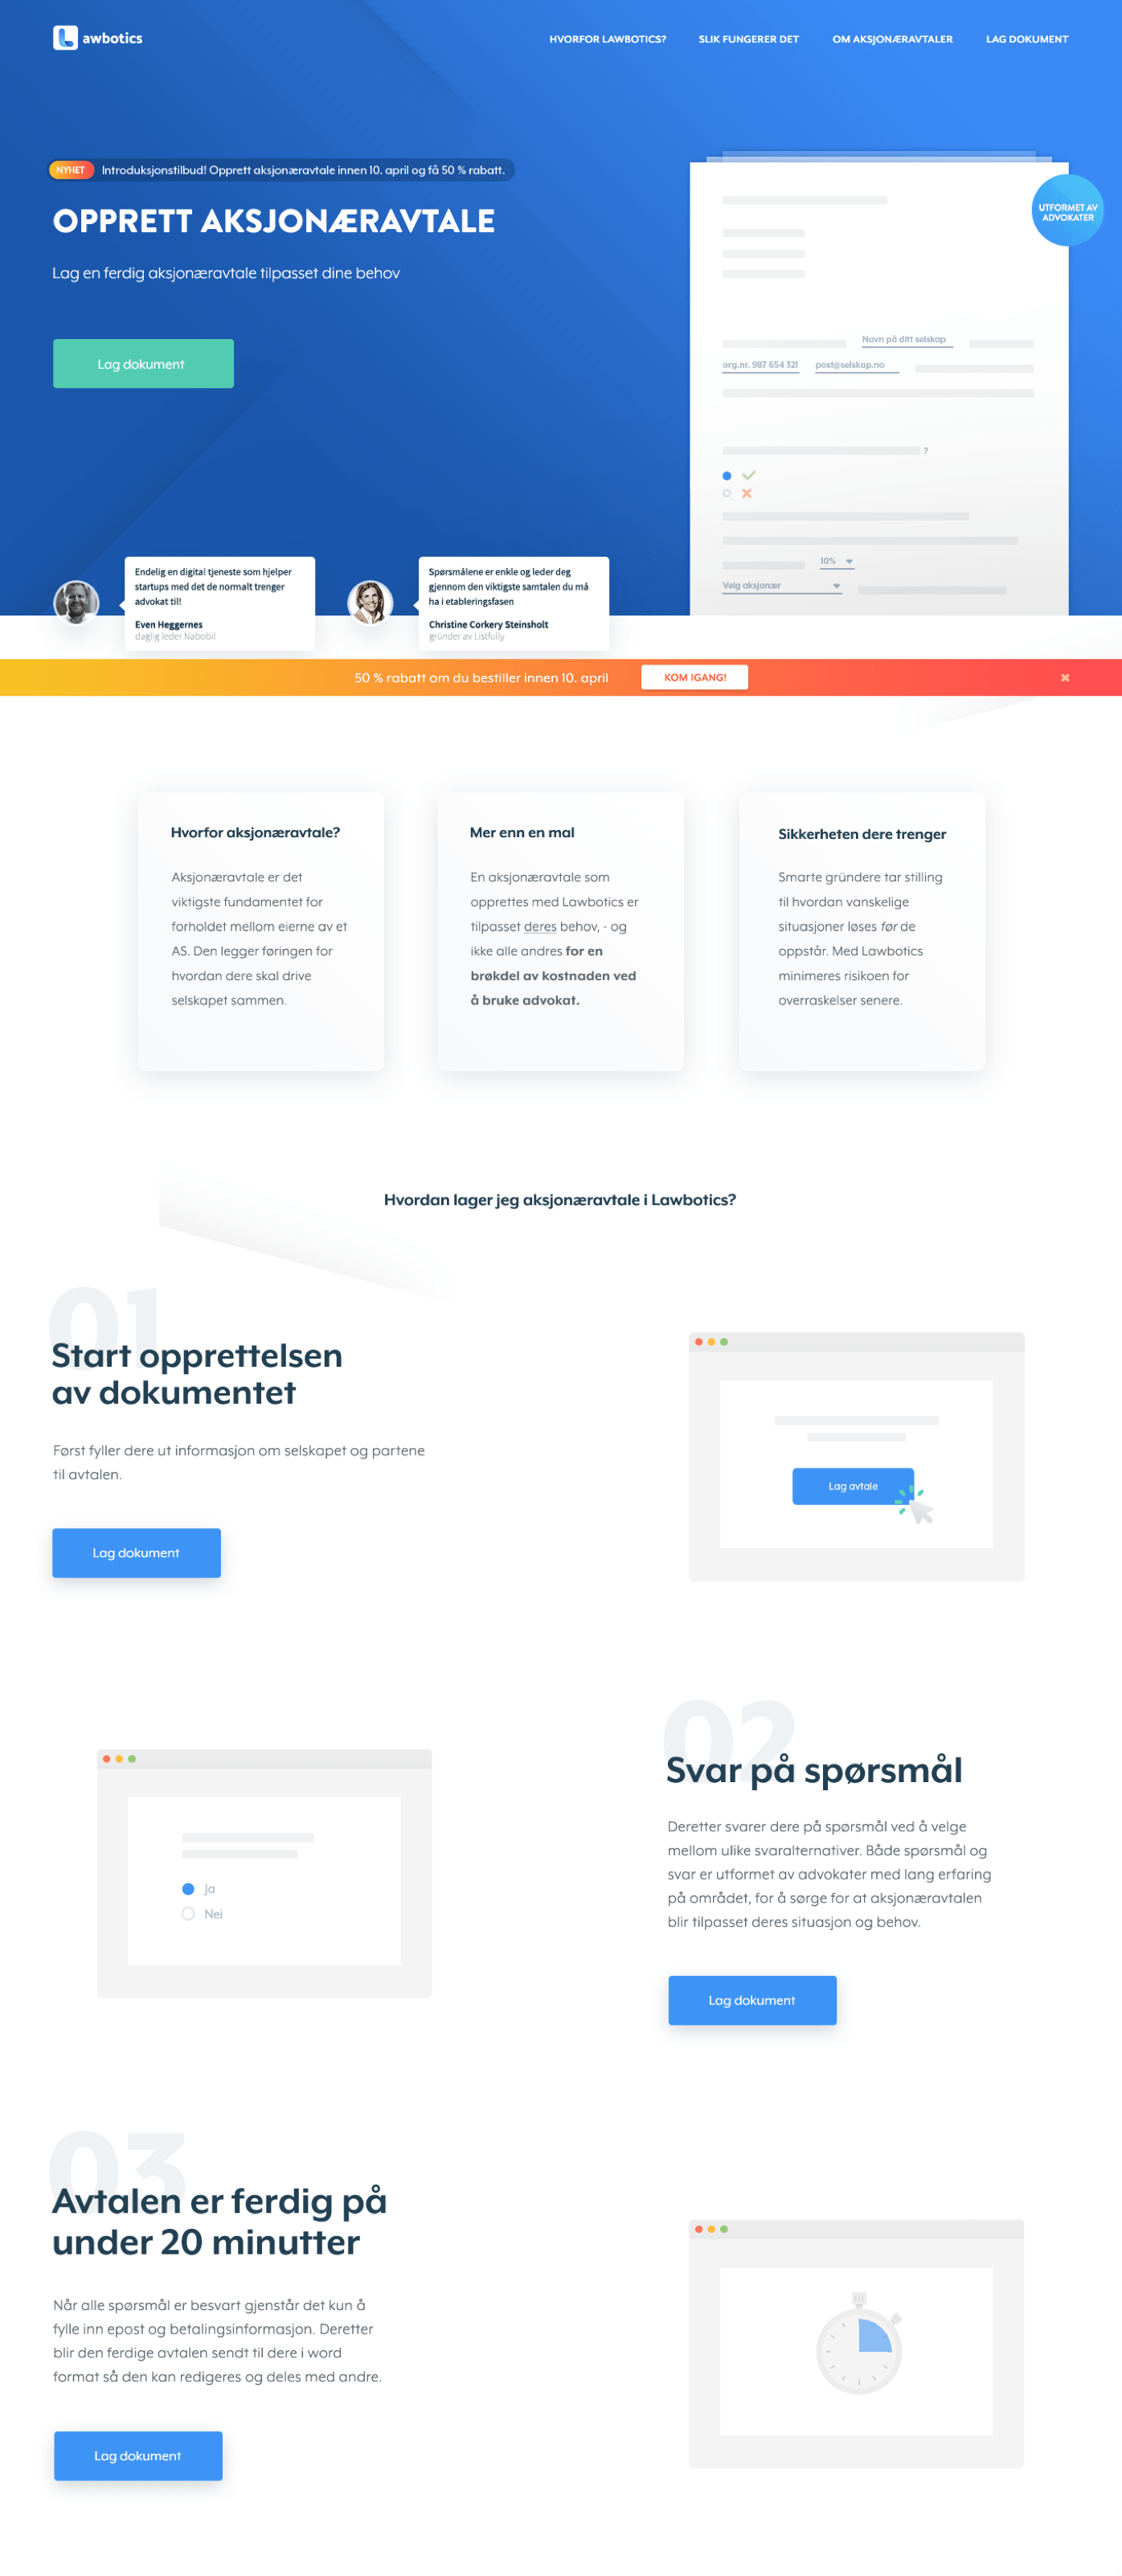 Lawbotics
HVORFOR LAWBOTICS? SLIK FUNGERER DET OM AKSJONÆRAVTALER LAG DOKUMENT
NYHET Introduksjonstilbud! Opprett aksjonæravtale innen 10. april og få 50 % rabatt.
OPPRETT AKSJONÆRAVTALE
Lag en ferdig aksjonæravtale tilpasset dine behov
Lag dokument
UTFORMET AV
ADVOKATER
Navn på ditt selskap
org.nr. 987 654 321 post@selskap.no
?
10%
Velg aksjonær
Endelig en digital tjeneste som hjelper
startups med det de normalt trenger
advokat til!
Even Heggernes
daglig leder Nabobil
Spørsmålene er enkle og leder deg
gjennom den viktigste samtalen du må
ha i etableringsfasen
Christine Corkery Steinsholt
gründer av Listfully
50 % rabatt om du bestiller innen 10. april KOM IGANG!
Hvorfor aksjonæravtale?
Aksjonæravtale er det
viktigste fundamentet for
forholdet mellom eierne av et
AS. Den legger føringen for
hvordan dere skal drive
selskapet sammen.
Mer enn en mal
En aksjonæravtale som
opprettes med Lawbotics er
tilpasset deres behov, - og
ikke alle andres for en
brøkdel av kostnaden ved
å bruke advokat.
Sikkerheten dere trenger
Smarte gründere tar stilling
til hvordan vanskelige
situasjoner løses før de
oppstår. Med Lawbotics
minimeres risikoen for
overraskelser senere.
Hvordan lager jeg aksjonæravtale i Lawbotics?
01
Start opprettelsen
av dokumentet
Først fyller dere ut informasjon om selskapet og partene
til avtalen.
Lag dokument
Lag avtale
02
Svar på spørsmål
Deretter svarer dere på spørsmål ved å velge
mellom ulike svaralternativer. Både spørsmål og
svar er utformet av advokater med lang erfaring
på området, for å sørge for at aksjonæravtalen
blir tilpasset deres situasjon og behov.
Lag dokument
Ja
Nei
03
Avtalen er ferdig på
under 20 minutter
Når alle spørsmål er besvart gjenstår det kun å
fylle inn epost og betalingsinformasjon. Deretter
blir den ferdige avtalen sendt til dere i word
format så den kan redigeres og deles med andre.
Lag dokument